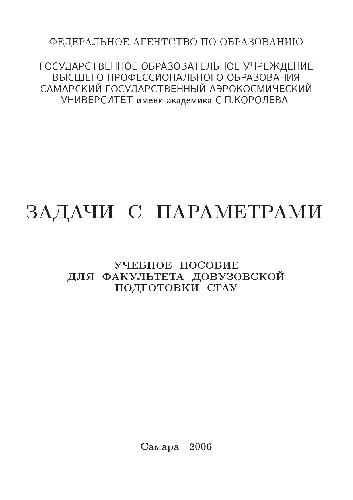 ФЕДЕРАЛЬНОЕ АГЕНТСТВО ПО ОБРАЗОВАНИЮ
ГОСУДАРСТВЕННОЕ ОБРАЗОВАТЕЛЬНОЕ УЧРЕЖДЕНИЕ
ВЫСШЕГО ПРОФЕССИОНАЛЬНОГО ОБРАЗОВАНИЯ
САМАРСКИЙ ГОСУДАРСТВЕННЫЙ АЭРОКОСМИЧЕСКИЙ
УНИВЕРСИТЕТ имени академика С.П.КОРОЛЕВА
ЗАДАЧИ С ПАРАМЕТРАМИ
УЧЕБНОЕ ПОСОБИЕ
ДЛЯ ФАКУЛЬТЕТА ДОВУЗОВСКОЙ
ПОДГОТОВКИ СГАУ
Самара 2006